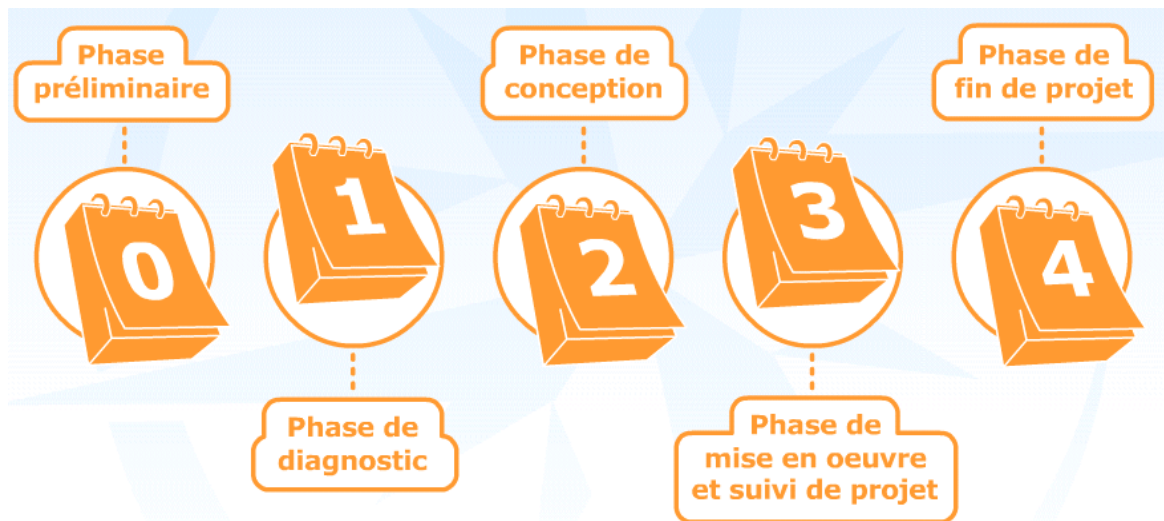 Phase
préliminaire
0
1
Phase de
diagnostic
Phase de
conception
2
3
Phase de
mise en oeuvre
et suivi de projet
Phase de
fin de projet
4